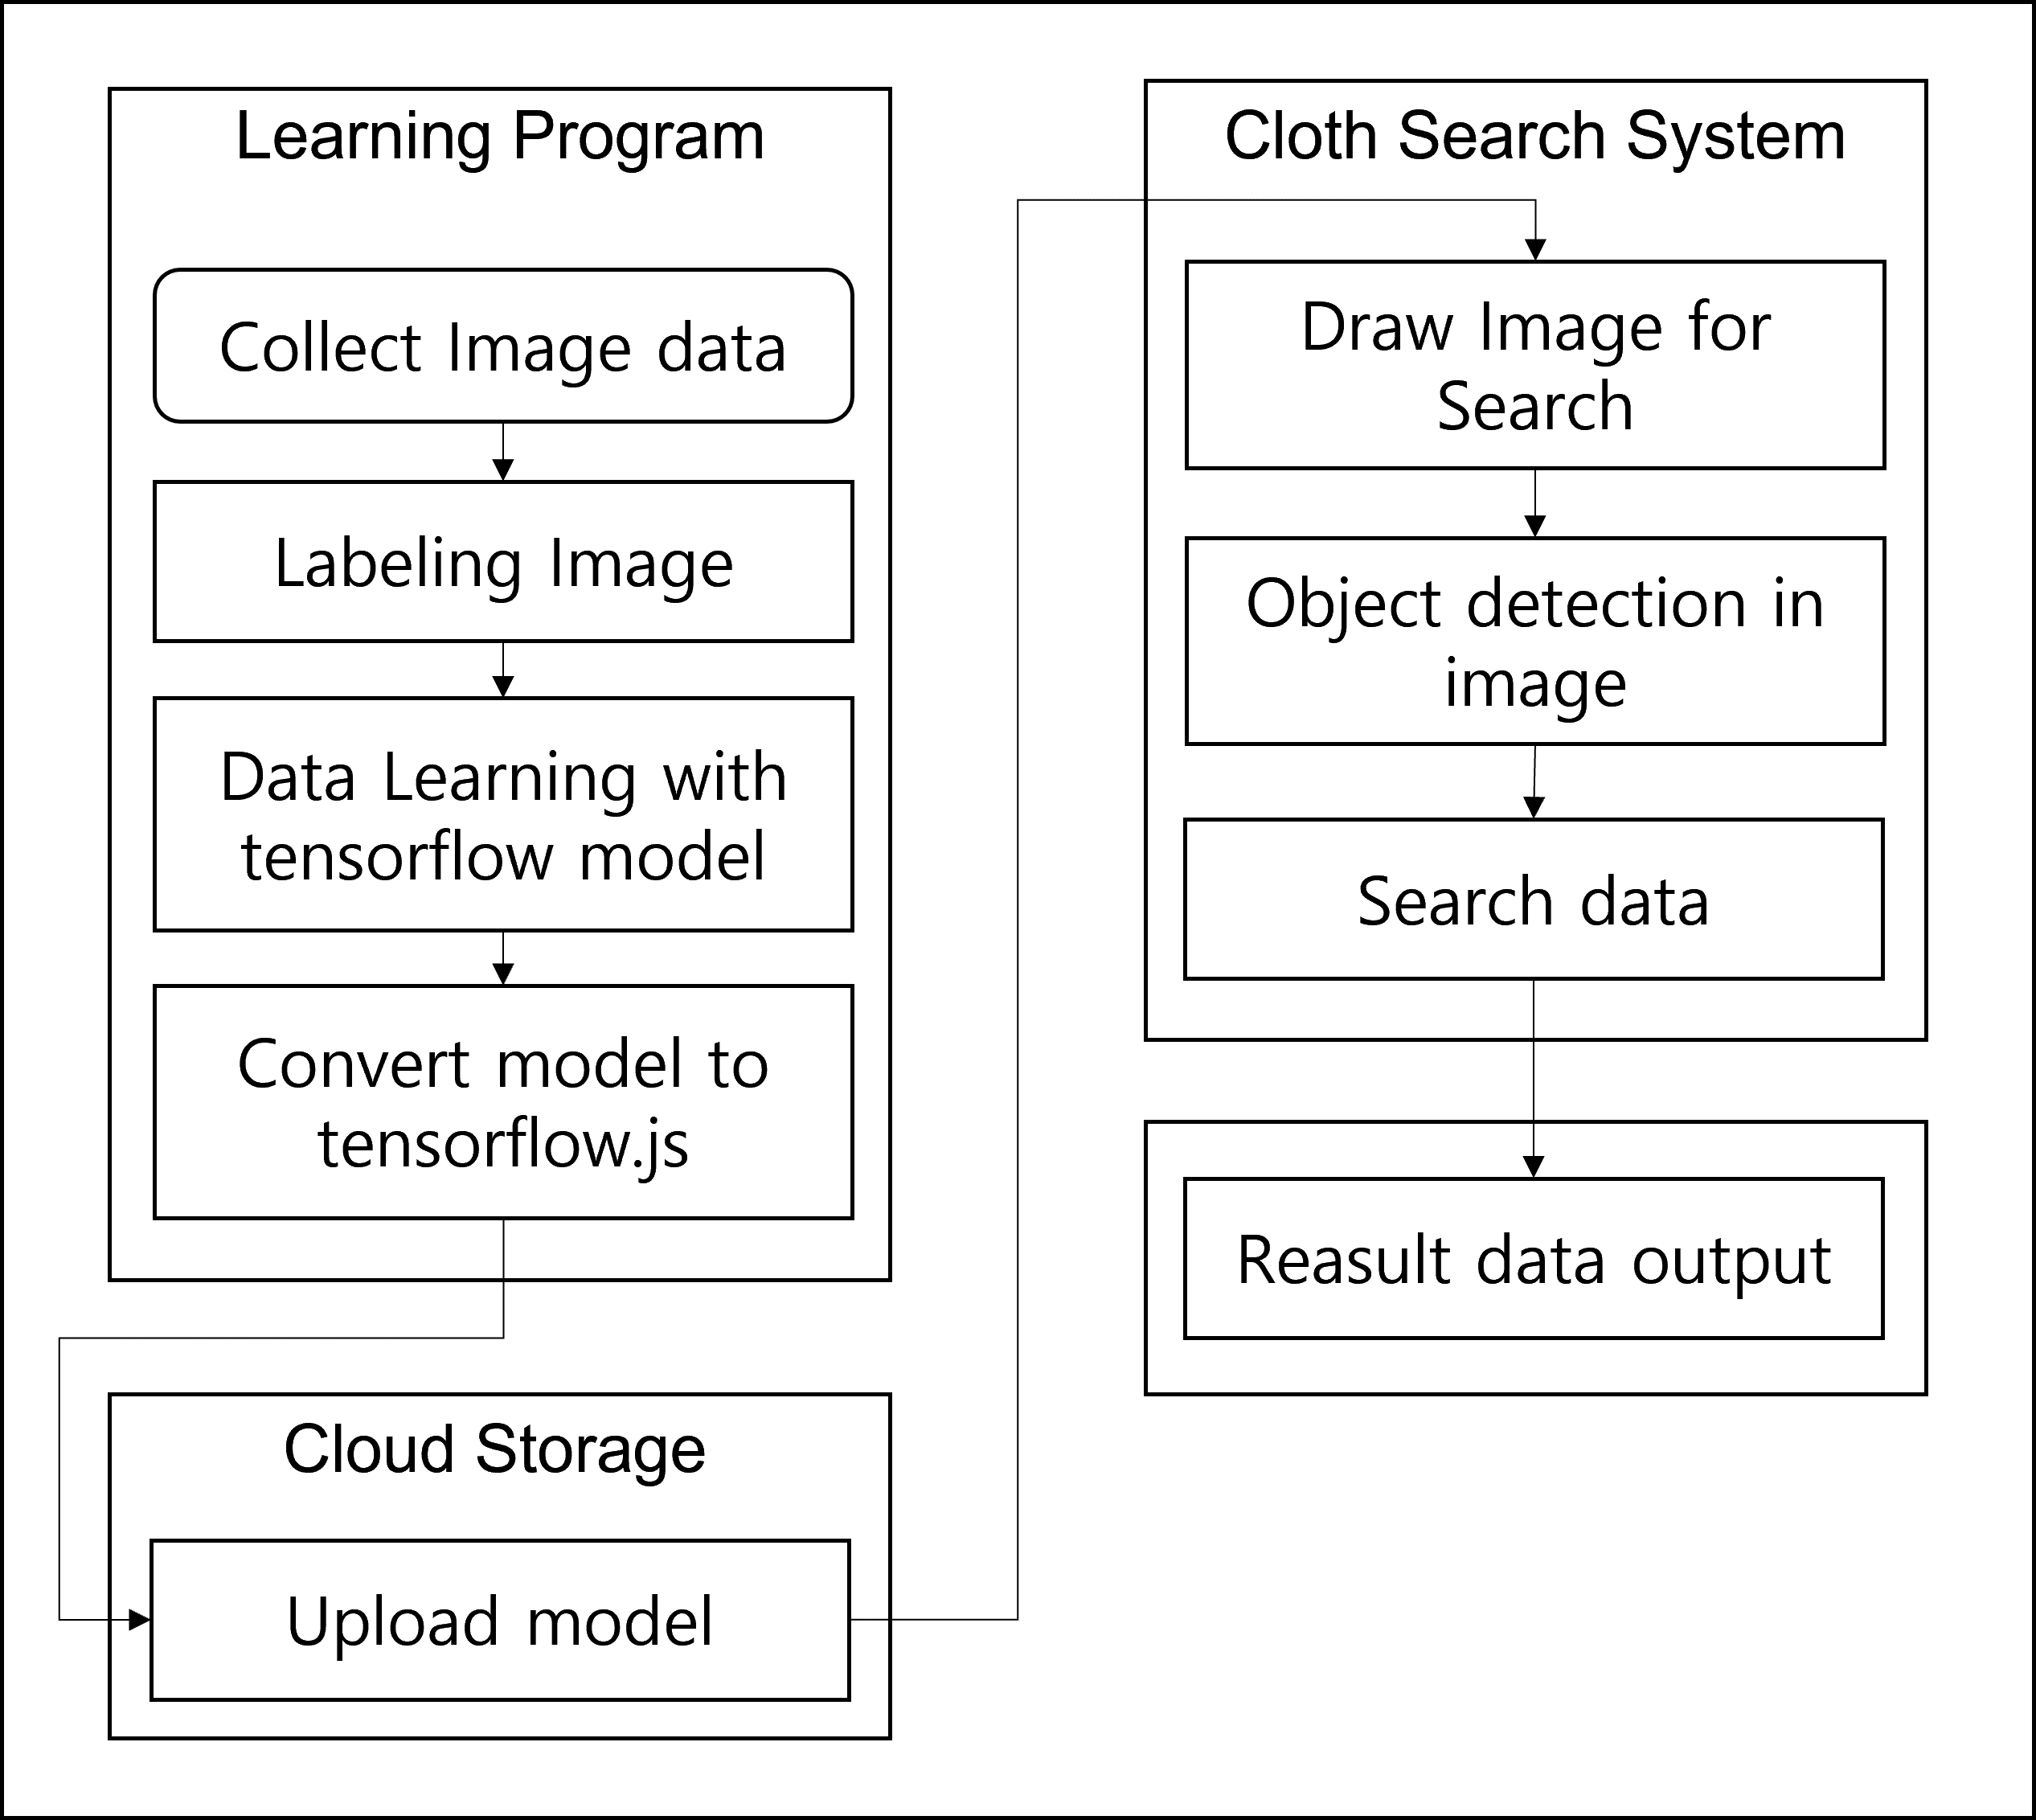 Learning Program
Collect Image data
Labeling Image
Data Learning with
tensorflow model
Convert model to
tensorflow.js
Cloud Storage
Upload model
Cloth Search System
Draw Image for
Search
Object detection in
image
Search data
Reasult data output